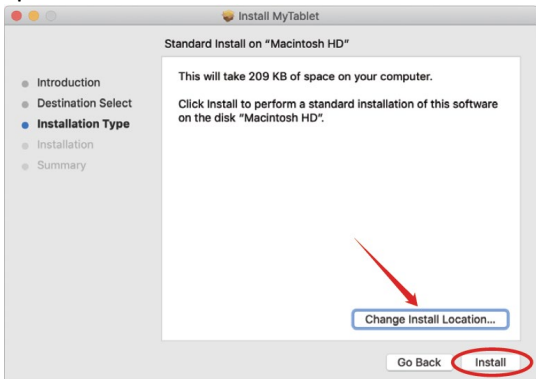 Install MyTablet
Standard Install on “Macintosh HD”
Introduction
Destination Select
Installation Type
Installation
Summary
This will take 209 KB of space on your computer.
Click Install to perform a standard installation of this software
on the disk “Macintosh HD”.
Change Install Location...
Go Back
Install